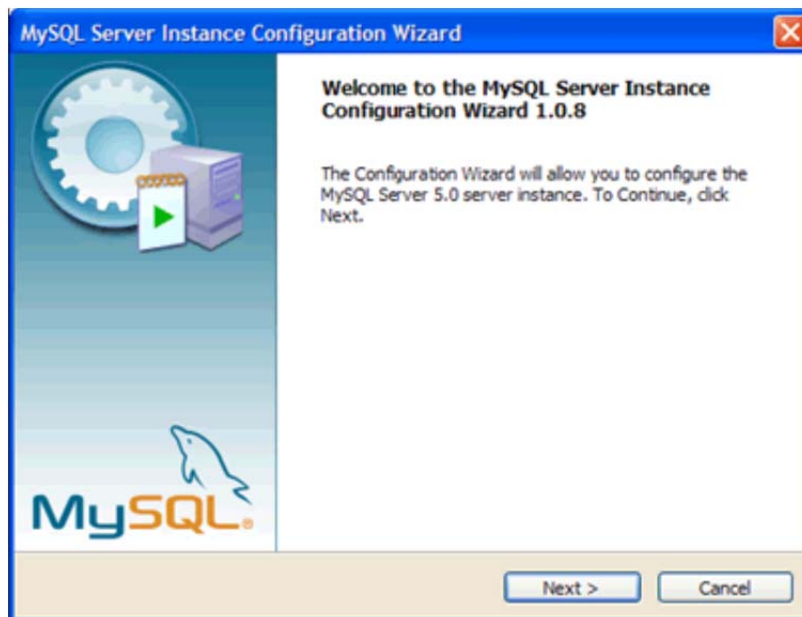 MySQL Server Instance Configuration Wizard
Welcome to the MySQL Server Instance
Configuration Wizard 1.0.8
The Configuration Wizard will allow you to configure the
MySQL Server 5.0 server instance. To Continue, click
Next.
MySQL®
Next >
Cancel